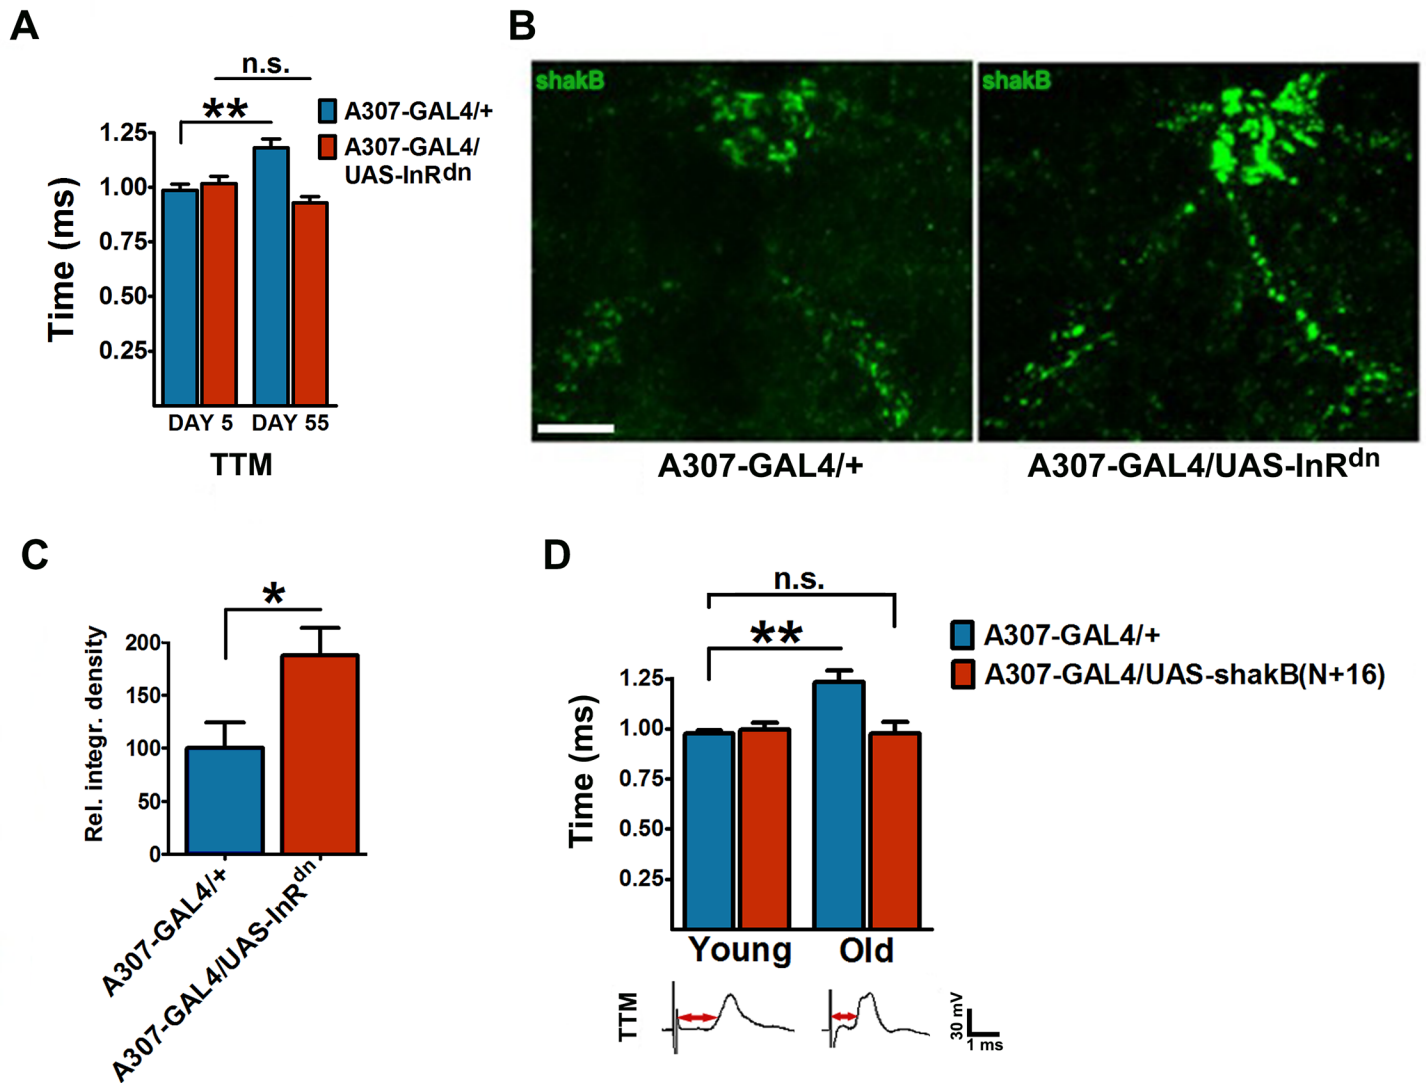 A
n.s.
**
A307-GAL4/+
A307-GAL4/
UAS-InRdn
1.25
1.00
0.75
0.50
0.25
Time (ms)
DAY 5 DAY 55
TTM
B
shakB
shakB
A307-GAL4/+
A307-GAL4/UAS-InRdn
C
*
200
150
100
50
0
Rel. integr. density
A307-GAL4/+
A307-GAL4/UAS-InRdn
D
n.s.
**
A307-GAL4/+
A307-GAL4/UAS-shakB(N+16)
1.25
1.00
0.75
0.50
0.25
Time (ms)
Young Old
TTM
30 mV
1 ms